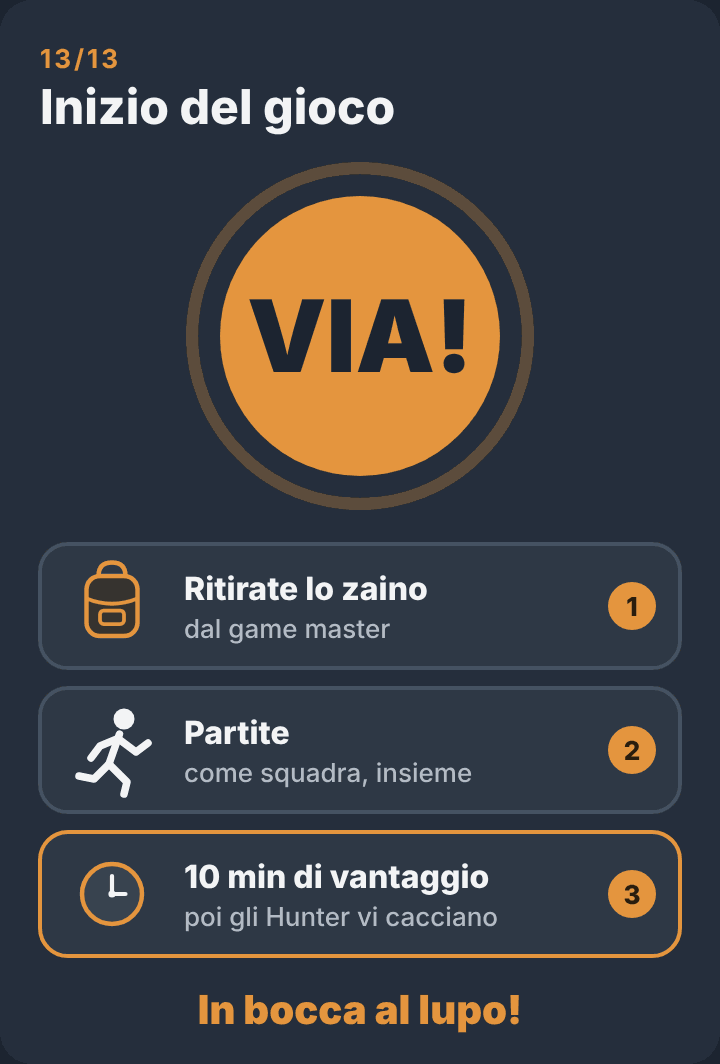 13/13
Inizio del gioco
VIA!
Ritirate lo zaino
dal game master
1
Partite
come squadra, insieme
2
10 min di vantaggio
poi gli Hunter vi cacciano
3
In bocca al lupo!